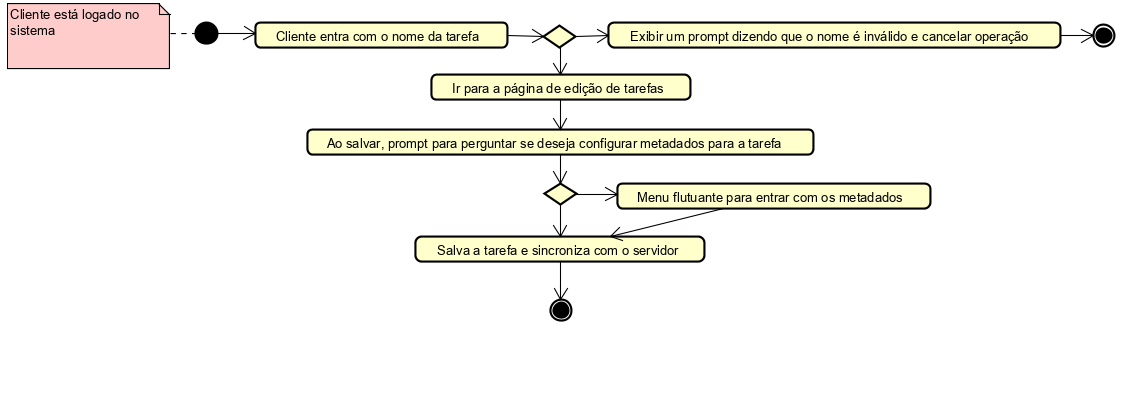 Cliente está logado no
sistema
Cliente entra com o nome da tarefa
Exibir um prompt dizendo que o nome é inválido e cancelar operação
Ir para a página de edição de tarefas
Ao salvar, prompt para perguntar se deseja configurar metadados para a tarefa
Menu flutuante para entrar com os metadados
Salva a tarefa e sincroniza com o servidor